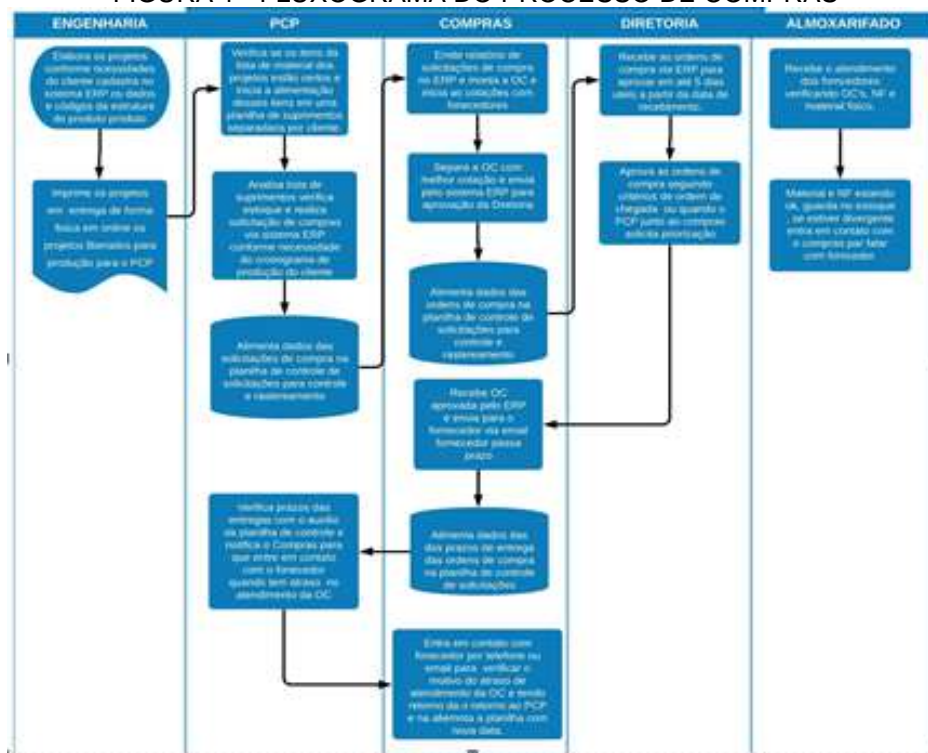 FIGURA 1 - FLUXOGRAMA DO PROCESSO DE COMPRAS
ENGENHARIA
PCP
COMPRAS
DIRETORIA
ALMOXARIFADO
Elabora os projetos
conforme necessidades
do cliente cadastra no
sistema ERP os dados
e códigos da estrutura
do produto produto
Imprime os projetos
em entrega de forma
física em online os
projetos liberados para
produção para o PCP
Verifica se os itens da
lista de material dos
projetos estão certos e
inicia a alimentação
desses itens em uma
planilha de suprimentos
separadaos por cliente
Analisa lista de
suprimentos verifica
estoque e realiza
solicitação de compras
via sistema ERP
conforme necessidade
do cronograma de
produção do cliente
Alimenta dados das
solicitações de compra na
planilha de controle de
solicitações para controle
e rastreamento
Verifica prazos das
entregas com o auxílio
da planilha de controle e
notifica o Compras para
que entre em contato
com o fornecedor
quando tem atraso no
atendimento da OC
Emite relatório de
solicitações de compra
no ERP e monta a OC e
inicia as cotações com
fornecedores
Separa a OC com
melhor cotação e envia
pelo sistema ERP para
aprovação da Diretoria
Alimenta dados das
ordens de compra na
planilha de controle de
solicitações para
controle e
rastreamento
Recebe OC
aprovada pelo ERP
e envia para o
fornecedor via email
fornecedor passa
prazo
Alimenta dados das
dos prazos de entrega
das ordens de compra
na planilha de controle
de solicitações
Entra em contato com
fornecedor por telefone ou
email para verificar o
motivo do atraso de
atendimento da OC e tendo
retorno da o retorno ao PCP
e na alimenta a planilha com
nova data.
Recebe as ordens de
compra via ERP para
aprovar em até 5 dias
úteis a partir da data de
recebimento.
Aprova as ordens de
compra segundo
critérios de ordem de
chegada ou quando o
PCP junto ao compras
solicita priorização
Recebe o atendimento
dos fornecedores
verificando OC's, NF e
material físico.
Material e NF estando
ok, guarda no estoque
, se estiver divergente
entra em contato com
o compras par falar
com fornecedor